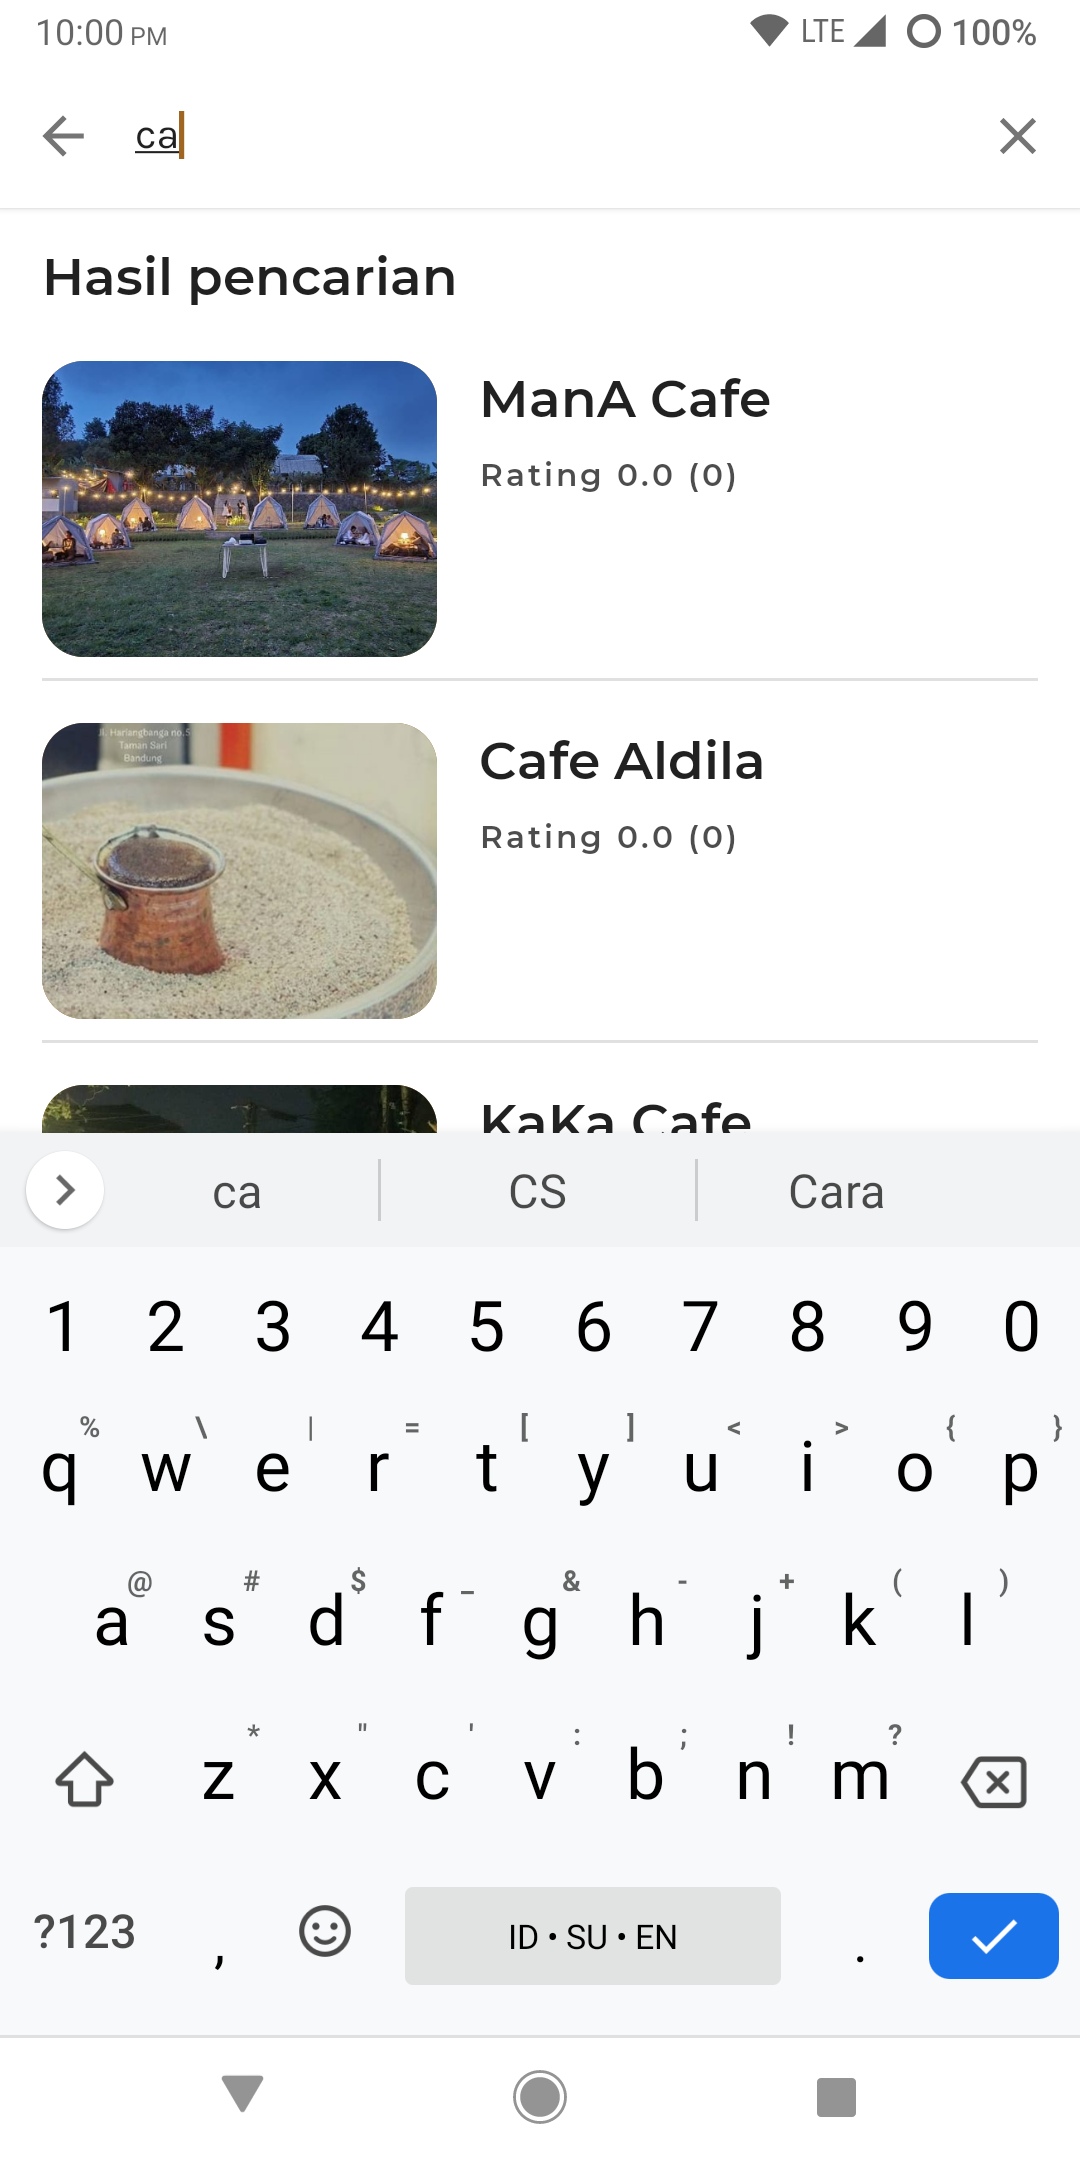 10:00 PM LTE 100%
ca
Hasil pencarian
ManA Cafe
Rating 0.0 (0)
Jl. Hariangbanga no.5
Taman Sari
Bandung
Cafe Aldila
Rating 0.0 (0)
KaKa Cafe
ca CS Cara
1 2 3 4 5 6 7 8 9 0
% \ | = [ ] < > { }
q w e r t y u i o p
@ # $ _ & - + ( )
a s d f g h j k l
* " ' : ; ! ?
z x c v b n m
?123 , ID • SU • EN .